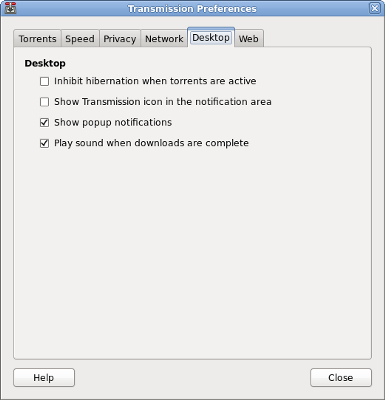 Transmission Preferences
Torrents Speed Privacy Network Desktop Web
Desktop
Inhibit hibernation when torrents are active
Show Transmission icon in the notification area
Show popup notifications
Play sound when downloads are complete
Help Close